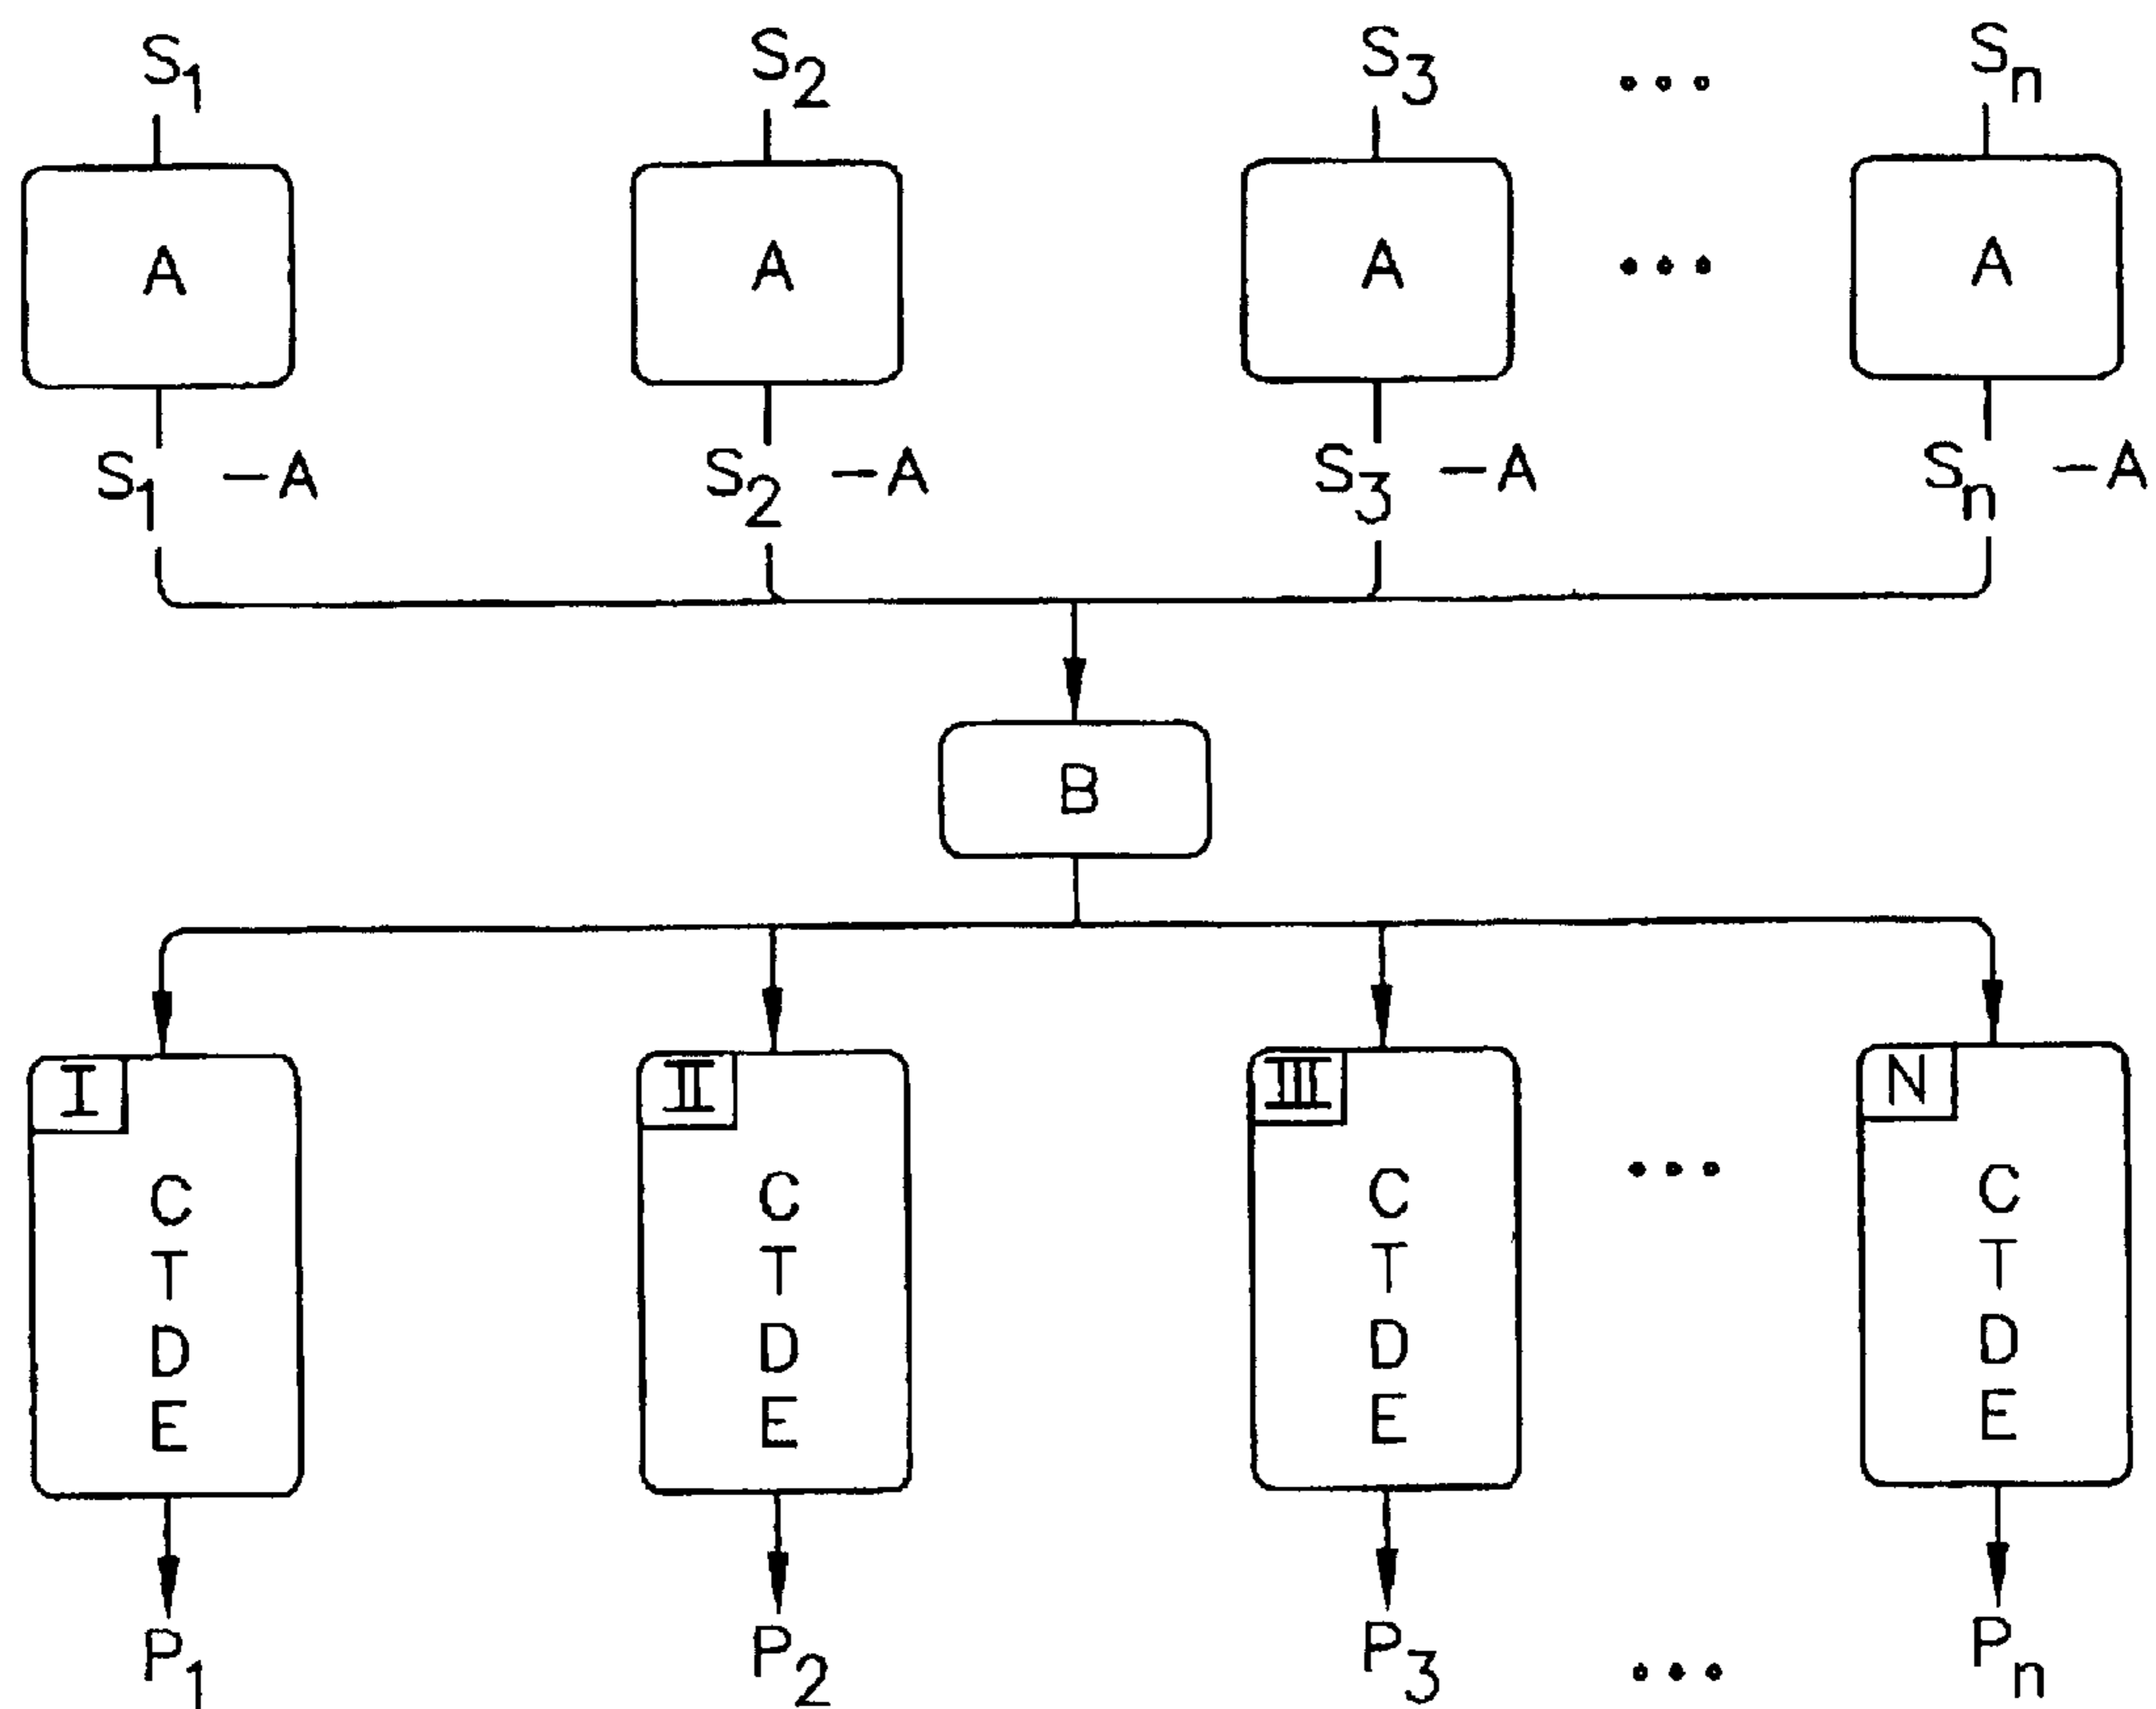 S1 S2 S3 ... Sn
A A A ... A
S1 -A S2 -A S3 -A Sn -A
B
I II III N
C C C ... C
T T T T
D D D D
E E E E
P1 P2 P3 ... Pn